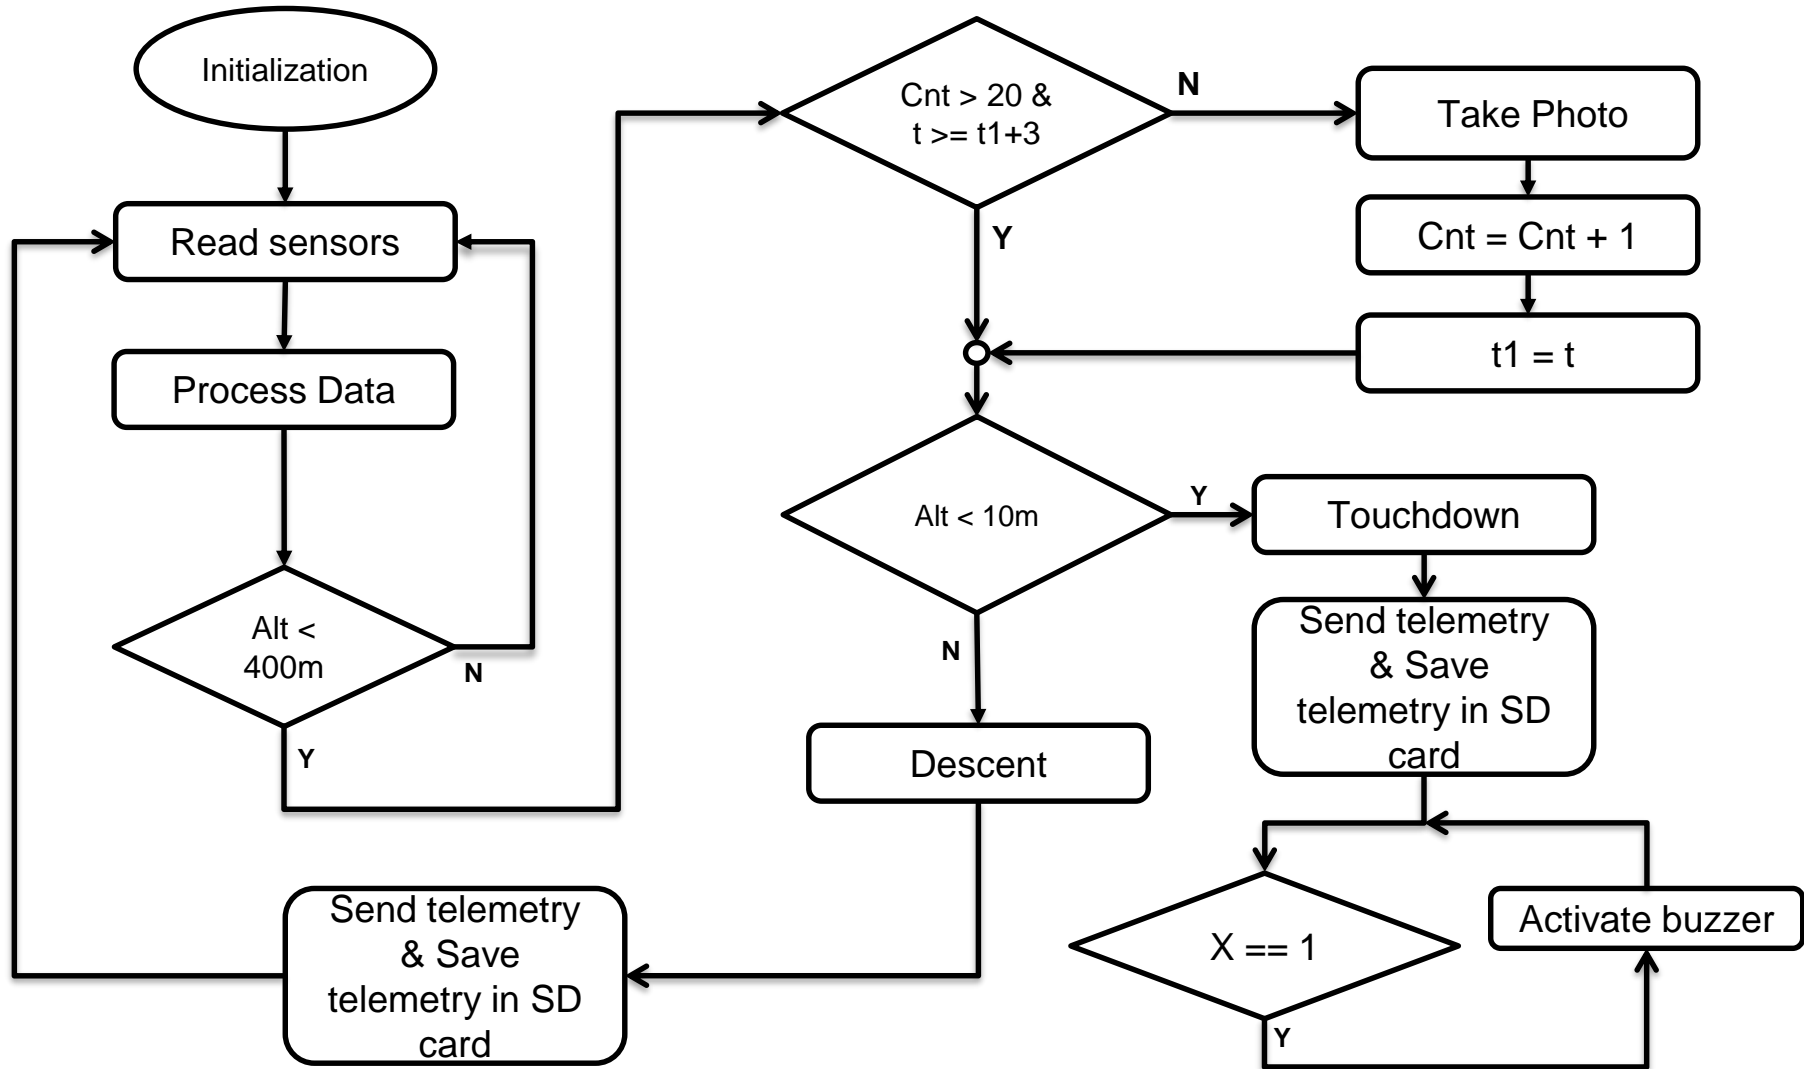 Initialization
Read sensors
Process Data
Alt <
400m
N
Y
Cnt > 20 &
t >= t1+3
N
Y
Take Photo
Cnt = Cnt + 1
t1 = t
Alt < 10m
Y
N
Touchdown
Send telemetry
& Save
telemetry in SD
card
Descent
Send telemetry
& Save
telemetry in SD
card
X == 1
Y
Activate buzzer